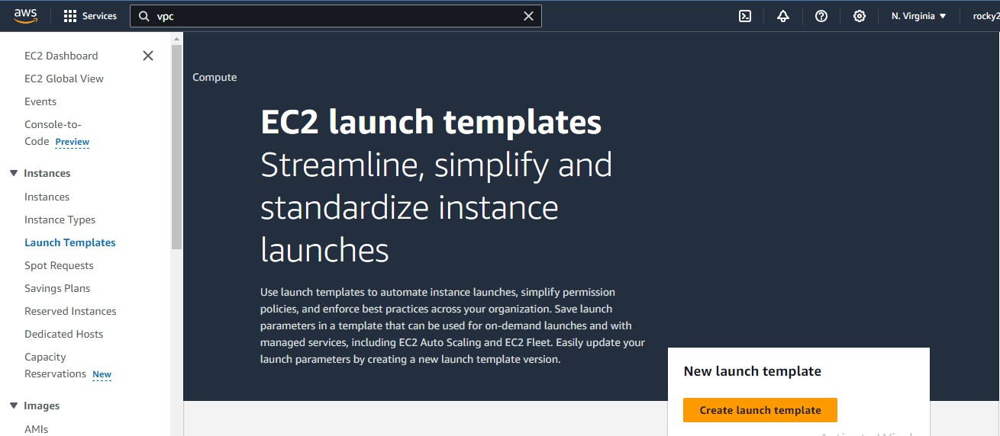 aws
Services
vpc
N. Virginia
rocky2
EC2 Dashboard
EC2 Global View
Events
Console-to-
Code Preview
Instances
Instances
Instance Types
Launch Templates
Spot Requests
Savings Plans
Reserved Instances
Dedicated Hosts
Capacity
Reservations New
Images
AMIs
Compute
EC2 launch templates
Streamline, simplify and
standardize instance
launches
Use launch templates to automate instance launches, simplify permission
policies, and enforce best practices across your organization. Save launch
parameters in a template that can be used for on-demand launches and with
managed services, including EC2 Auto Scaling and EC2 Fleet. Easily update your
launch parameters by creating a new launch template version.
New launch template
Create launch template